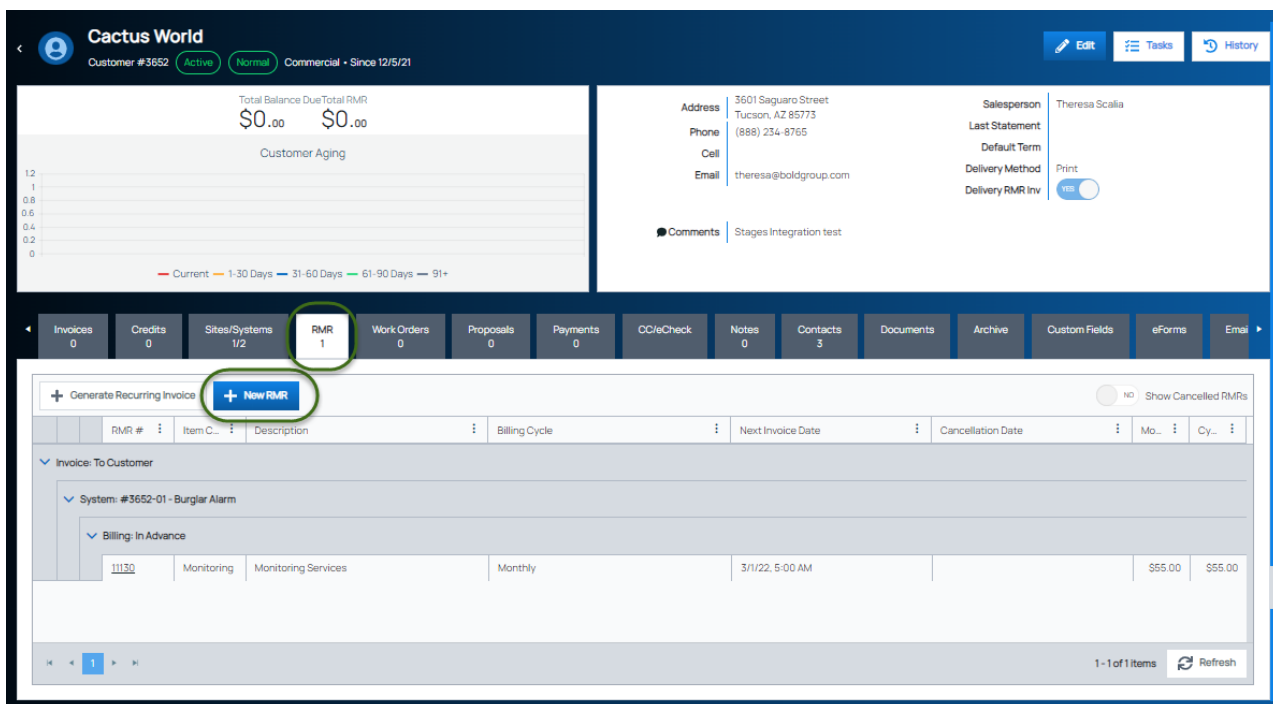 Cactus World
Customer #3652 Active Normal Commercial • Since 12/5/21
Edit Tasks History
Total Balance Due Total RMR
$0.00 $0.00
Customer Aging
1.2
1
0.8
0.6
0.4
0.2
0
Current 1-30 Days 31-60 Days 61-90 Days 91+
Address 3601 Saguaro Street
Tucson, AZ 85773
Phone (888) 234-8765
Cell
Email theresa@boldgroup.com
Comments Stages Integration test
Salesperson Theresa Scalia
Last Statement
Default Term
Delivery Method Print
Delivery RMR Inv YES
Invoices Credits Sites/Systems RMR Work Orders Proposals Payments CC/eCheck Notes Contacts Documents Archive Custom Fields eForms Emai
0 0 1/2 1 0 0 0 0 3
+ Generate Recurring Invoice + New RMR NO Show Cancelled RMRs
RMR # Item C... Description Billing Cycle Next Invoice Date Cancellation Date Mo... Cy...
Invoice: To Customer
System: #3652-01 - Burglar Alarm
Billing: In Advance
11130 Monitoring Monitoring Services Monthly 3/1/22, 5:00 AM $55.00 $55.00
1 1 - 1 of 1 items Refresh